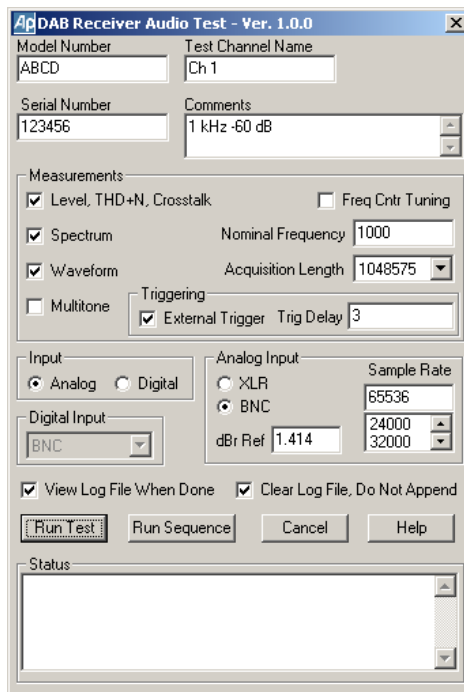 Ap DAB Receiver Audio Test - Ver. 1.0.0
Model Number
ABCD
Test Channel Name
Ch 1
Serial Number
123456
Comments
1 kHz -60 dB
Measurements
Level, THD+N, Crosstalk
Freq Cntr Tuning
Spectrum
Nominal Frequency 1000
Waveform
Acquisition Length 1048575
Multitone
Triggering
External Trigger Trig Delay 3
Input
Analog Digital
Digital Input
BNC
Analog Input
XLR
BNC
dBr Ref 1.414
Sample Rate
65536
24000
32000
View Log File When Done Clear Log File, Do Not Append
Run Test Run Sequence Cancel Help
Status